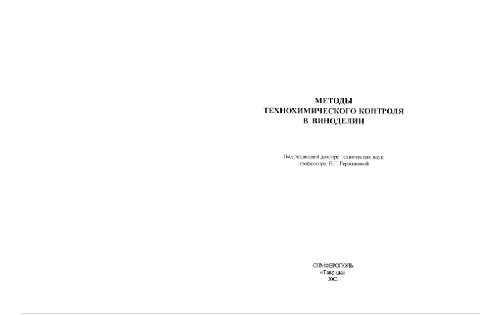 МЕТОДЫ
ТЕХНОХИМИЧЕСКОГО КОНТРОЛЯ
В ВИНОДЕЛИИ
Под редакцией доктора технических наук
профессора В.Г. Гержиковой
СИМФЕРОПОЛЬ
«Таврида»
2002